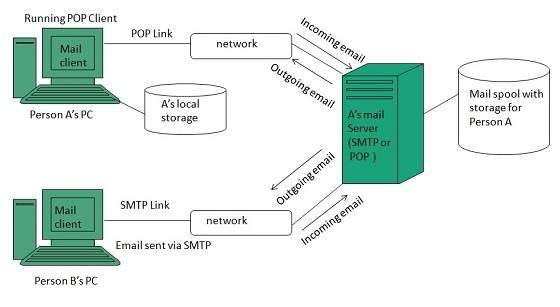 Running POP Client
Mail
client
POP Link
network
Incoming email
Outgoing email
Person A's PC
A's local
storage
A's mail
Server
(SMTP or
POP )
Mail spool with
storage for
Person A
Mail
client
SMTP Link
network
Email sent via SMTP
Outgoing email
Incoming email
Person B's PC